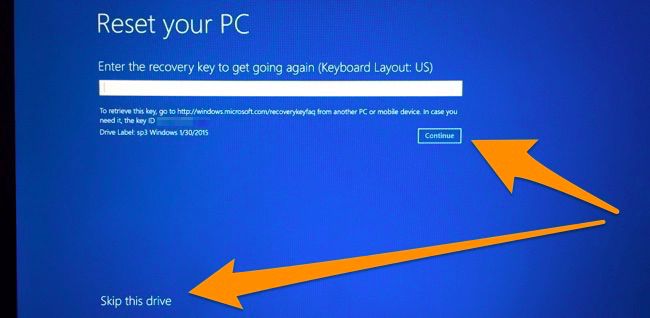 Reset your PC
Enter the recovery key to get going again (Keyboard Layout: US)
To retrieve this key, go to http://windows.microsoft.com/recoverykeyfaq from another PC or mobile device. In case you
need it, the key ID
Drive Label: sp3 Windows 1/30/2015
Continue
Skip this drive